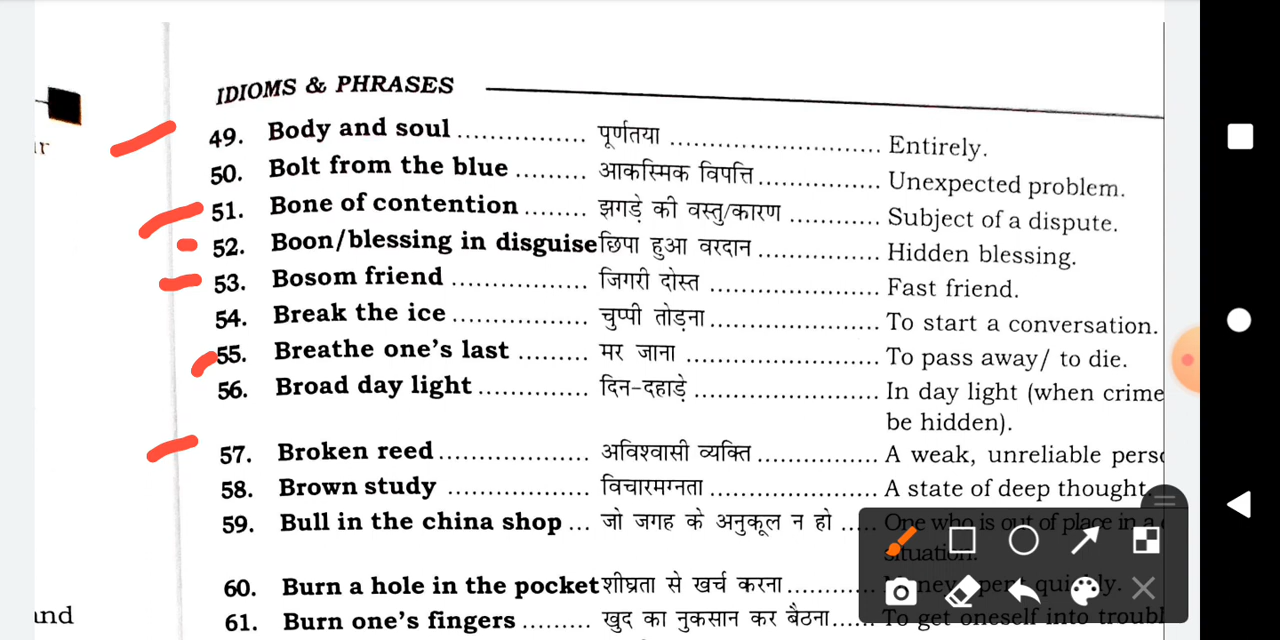 IDIOMS & PHRASES
49. Body and soul .............. पूर्णतया ...................... Entirely.
50. Bolt from the blue ......... आकस्मिक विपत्ति ............... Unexpected problem.
51. Bone of contention ........ झगड़े की वस्तु/कारण ........... Subject of a dispute.
52. Boon/blessing in disguise छिपा हुआ वरदान ............... Hidden blessing.
53. Bosom friend ............... जिगरी दोस्त ..................... Fast friend.
54. Break the ice ............... चुप्पी तोड़ना..................... To start a conversation.
55. Breathe one's last ......... मर जाना ........................ To pass away/ to die.
56. Broad day light ............. दिन-दहाड़े ....................... In day light (when crime
be hidden).
57. Broken reed ................. अविश्वासी व्यक्ति ............... A weak, unreliable
58. Brown study ................ विचारमग्नता ..................... A state of deep thought.
59. Bull in the china shop ... जो जगह के अनुकूल न हो ..... One who is out of place in a
situation.
60. Burn a hole in the pocket शीघ्रता से खर्च करना ........... Money spent quickly.
61. Burn one's fingers ......... खुद का नुकसान कर बैठना...... To get oneself into
and